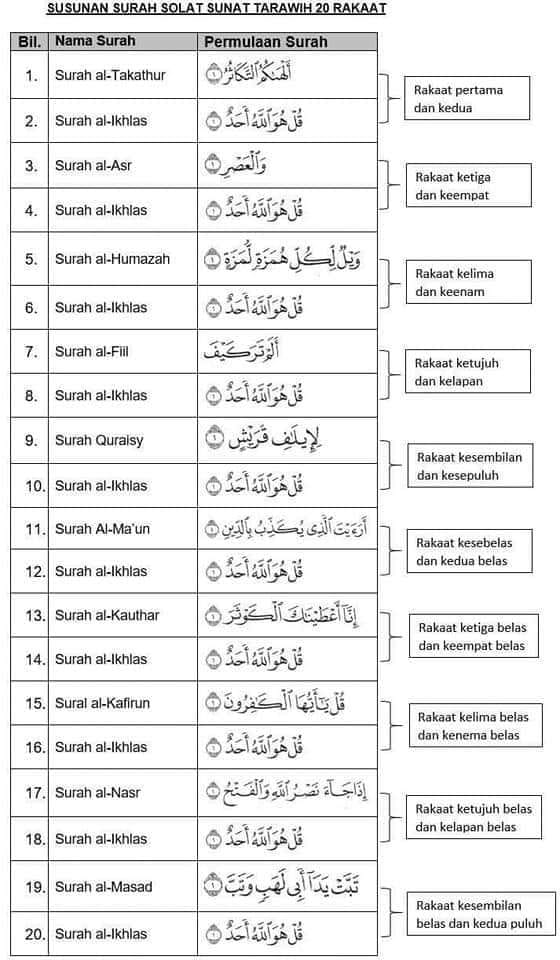 SUSUNAN SURAH SOLAT SUNAT TARAWIH 20 RAKAAT
Bil. Nama Surah Permulaan Surah
1. Surah al-Takathur أَلْهَىٰكُمُ ٱلتَّكَاثُرُ ١
Rakaat pertama
dan kedua
2. Surah al-Ikhlas قُلْ هُوَ ٱللَّهُ أَحَدٌ ١
3. Surah al-Asr وَٱلْعَصْرِ ١
Rakaat ketiga
dan keempat
4. Surah al-Ikhlas قُلْ هُوَ ٱللَّهُ أَحَدٌ ١
5. Surah al-Humazah وَيْلٌ لِّكُلِّ هُمَزَةٍ لُّمَزَةٍ ١
Rakaat kelima
dan keenam
6. Surah al-Ikhlas قُلْ هُوَ ٱللَّهُ أَحَدٌ ١
7. Surah al-Fiil أَلَمْ تَرَ كَيْفَ
Rakaat ketujuh
dan kelapan
8. Surah al-Ikhlas قُلْ هُوَ ٱللَّهُ أَحَدٌ ١
9. Surah Quraisy لِإِيلَٰفِ قُرَيْشٍ ١
Rakaat kesembilan
dan kesepuluh
10. Surah al-Ikhlas قُلْ هُوَ ٱللَّهُ أَحَدٌ ١
11. Surah Al-Ma'un أَرَءَيْتَ ٱلَّذِى يُكَذِّبُ بِٱلدِّينِ ١
Rakaat kesebelas
dan kedua belas
12. Surah al-Ikhlas قُلْ هُوَ ٱللَّهُ أَحَدٌ ١
13. Surah al-Kauthar إِنَّآ أَعْطَيْنَٰكَ ٱلْكَوْثَرَ ١
Rakaat ketiga belas
dan keempat belas
14. Surah al-Ikhlas قُلْ هُوَ ٱللَّهُ أَحَدٌ ١
15. Sural al-Kafirun قُلْ يَٰٓأَيُّهَا ٱلْكَٰفِرُونَ ١
Rakaat kelima belas
dan kenema belas
16. Surah al-Ikhlas قُلْ هُوَ ٱللَّهُ أَحَدٌ ١
17. Surah al-Nasr إِذَا جَآءَ نَصْرُ ٱللَّهِ وَٱلْفَتْحُ ١
Rakaat ketujuh belas
dan kelapan belas
18. Surah al-Ikhlas قُلْ هُوَ ٱللَّهُ أَحَدٌ ١
19. Surah al-Masad تَبَّتْ يَدَآ أَبِى لَهَبٍ وَتَبَّ ١
Rakaat kesembilan
belas dan kedua puluh
20. Surah al-Ikhlas قُلْ هُوَ ٱللَّهُ أَحَدٌ ١